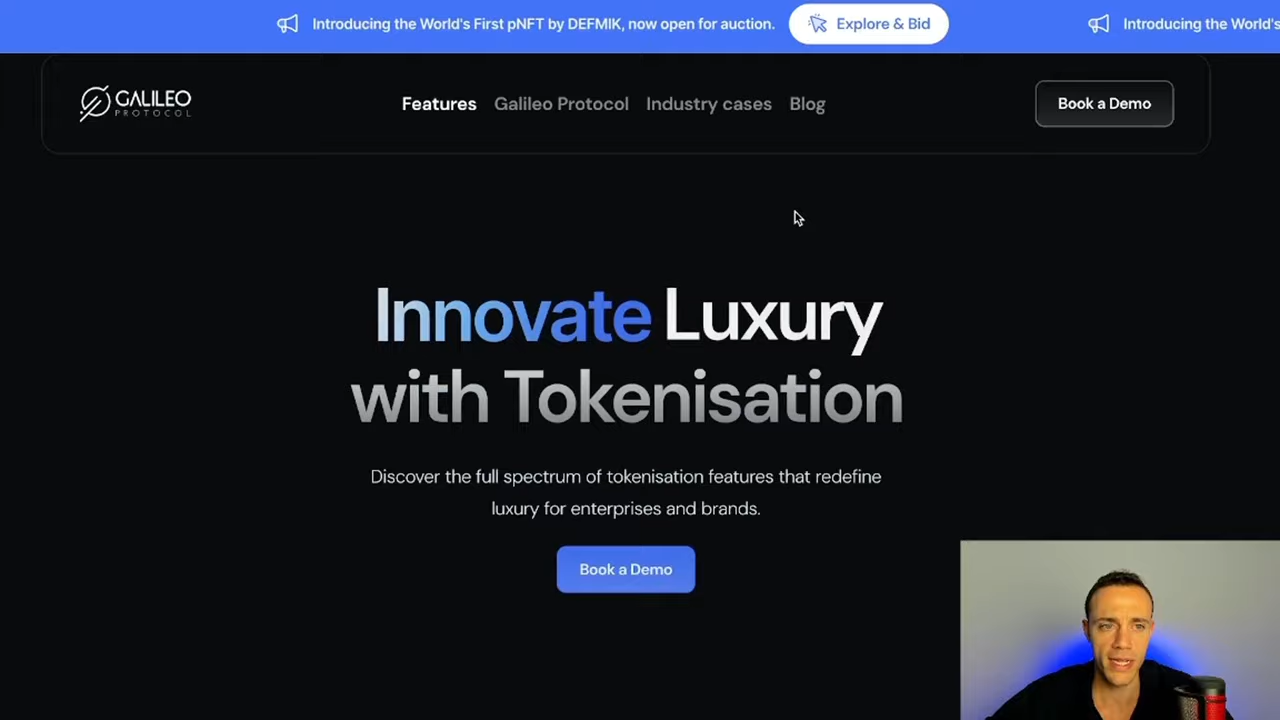 Introducing the World's First pNFT by DEFMIK, now open for auction. Explore & Bid Introducing the World's
GALILEO
PROTOCOL
Features Galileo Protocol Industry cases Blog Book a Demo
Innovate Luxury
with Tokenisation
Discover the full spectrum of tokenisation features that redefine
luxury for enterprises and brands.
Book a Demo